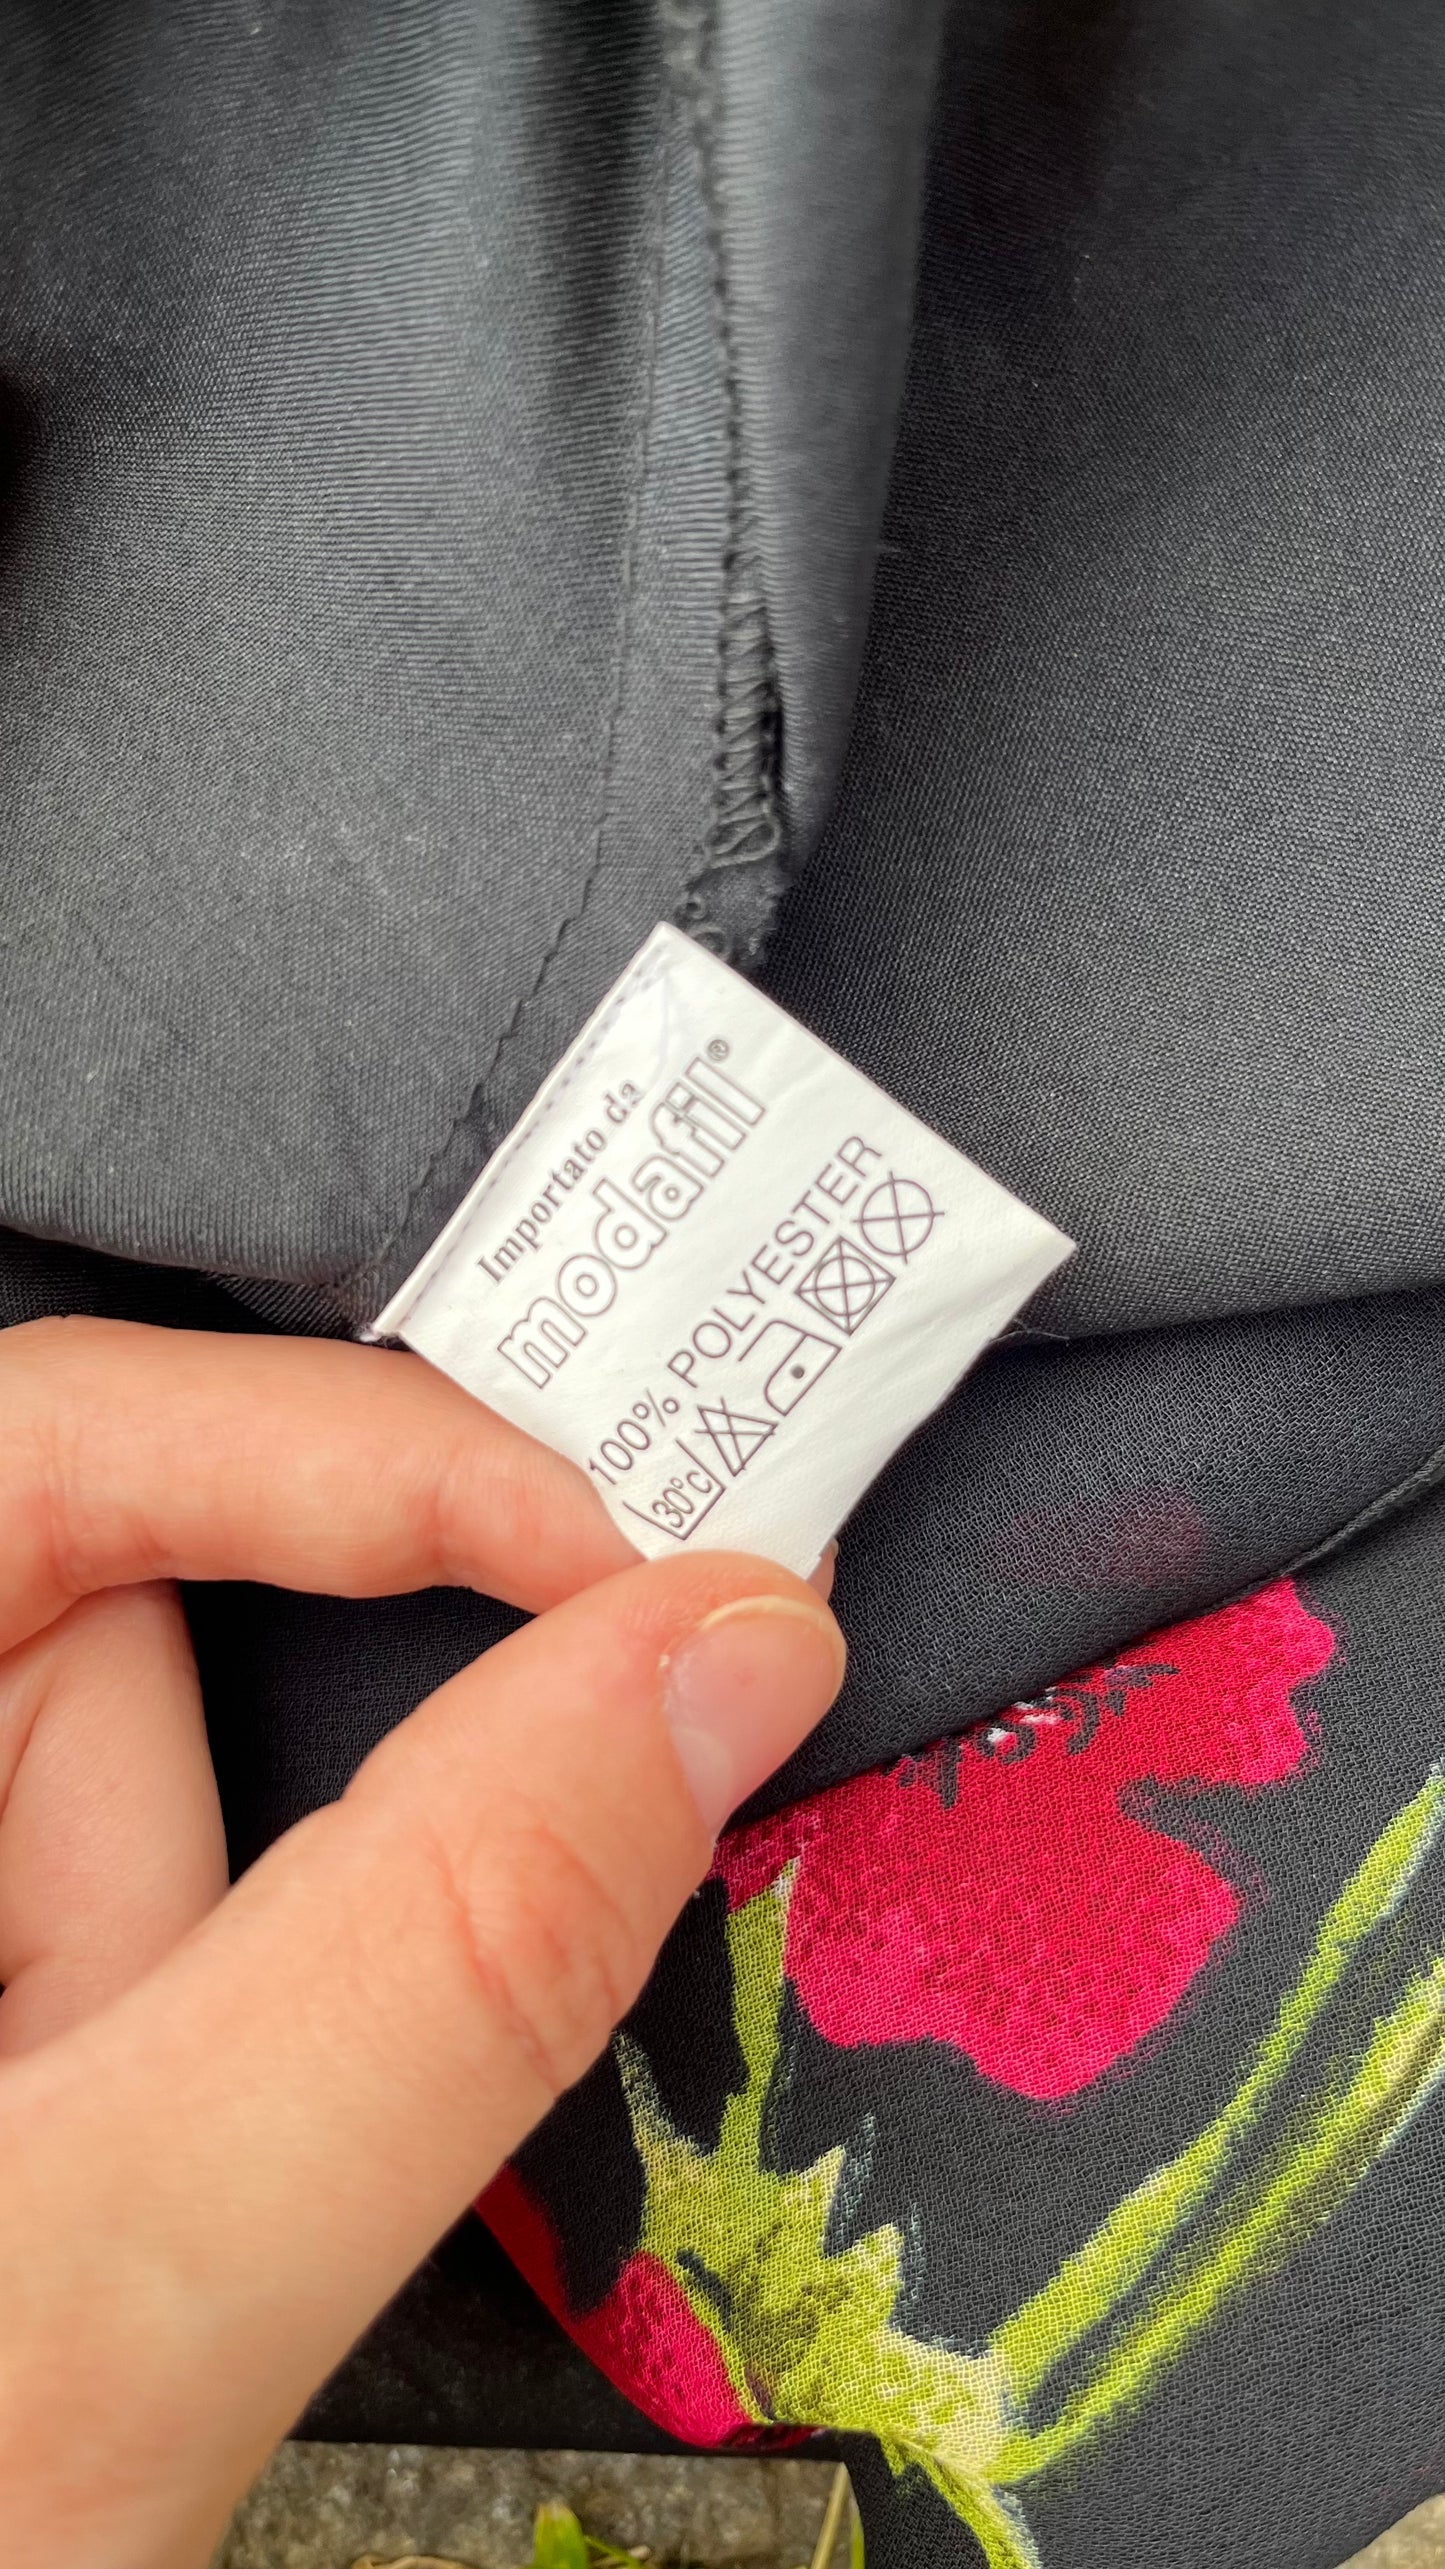 Importato da
modafil®
100% POLYESTER
30°c